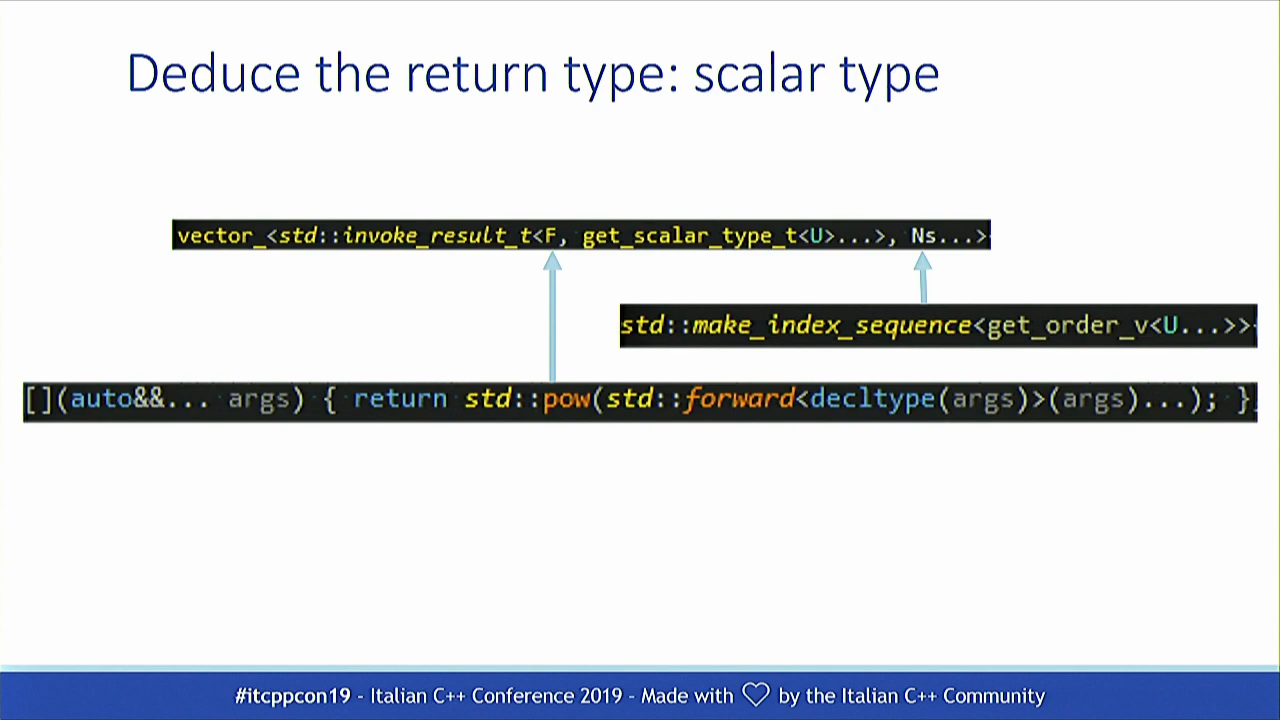 Deduce the return type: scalar type
vector_<std::invoke_result_t<F, get_scalar_type_t<U>...>, Ns...>
std::make_index_sequence<get_order_v<U...>>
[](auto&&... args) { return std::pow(std::forward<decltype(args)>(args)...); }
#itcppcon19 - Italian C++ Conference 2019 - Made with ♡ by the Italian C++ Community